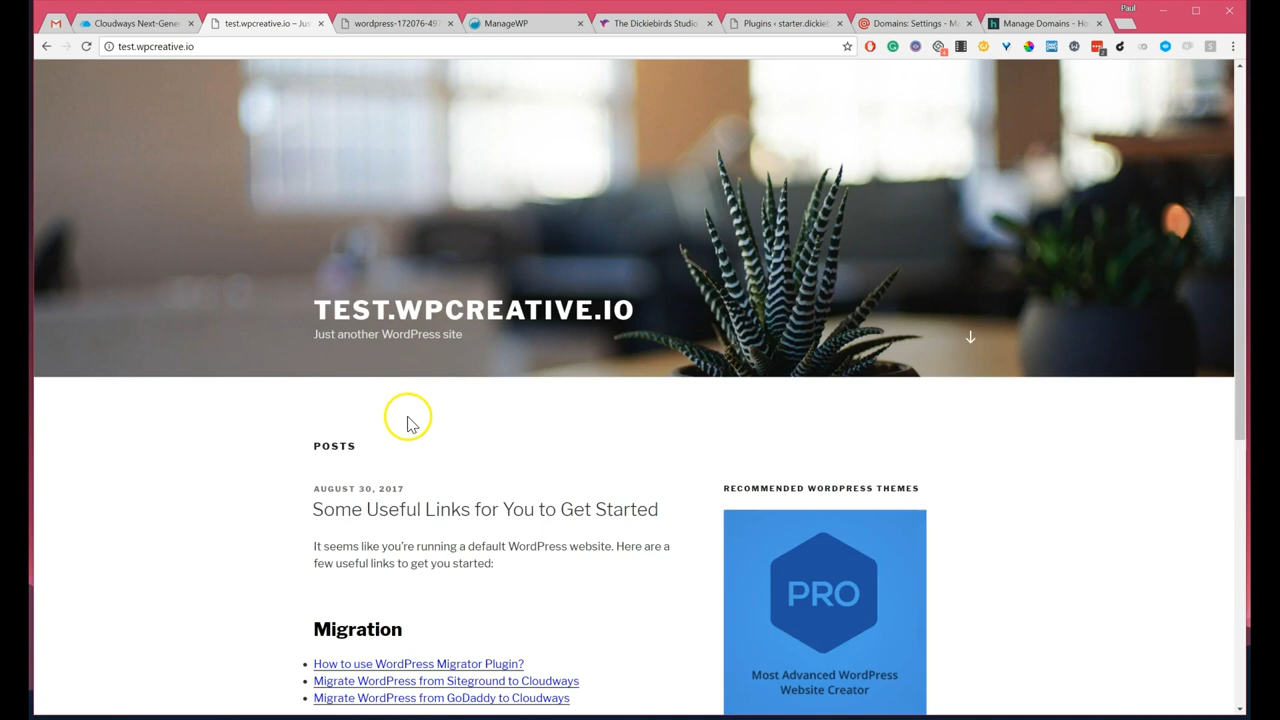 Paul
Cloudways Next-Gene
test.wpcreative.io – Jus
wordpress-172076-497
ManageWP
The Dickiebirds Studio
Plugins ‹ starter.dickieb
Domains: Settings - Ma
Manage Domains - Ho
test.wpcreative.io
TEST.WPCREATIVE.IO
Just another WordPress site
POSTS
AUGUST 30, 2017
Some Useful Links for You to Get Started
It seems like you're running a default WordPress website. Here are a
few useful links to get you started:
Migration
How to use WordPress Migrator Plugin?
Migrate WordPress from Siteground to Cloudways
Migrate WordPress from GoDaddy to Cloudways
RECOMMENDED WORDPRESS THEMES
PRO
Most Advanced WordPress
Website Creator